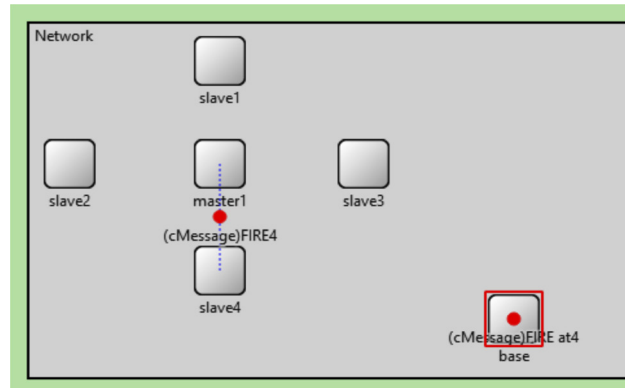 Network
slave1
slave2
master1
slave3
(cMessage)FIRE4
slave4
(cMessage)FIRE at4
base